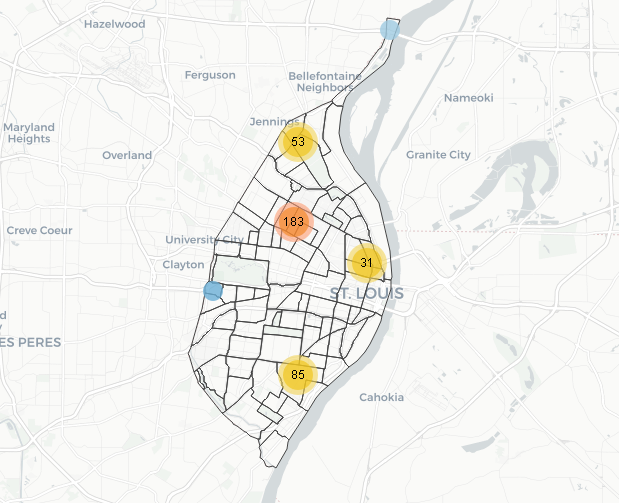 Hazelwood
Ferguson
Bellefontaine
Neighbors
Nameoki
Jennings
Maryland
Heights
53
Overland
Granite City
183
Creve Coeur
University City
Clayton
31
ST. LOUIS
d
y
ES PERES
85
Cahokia